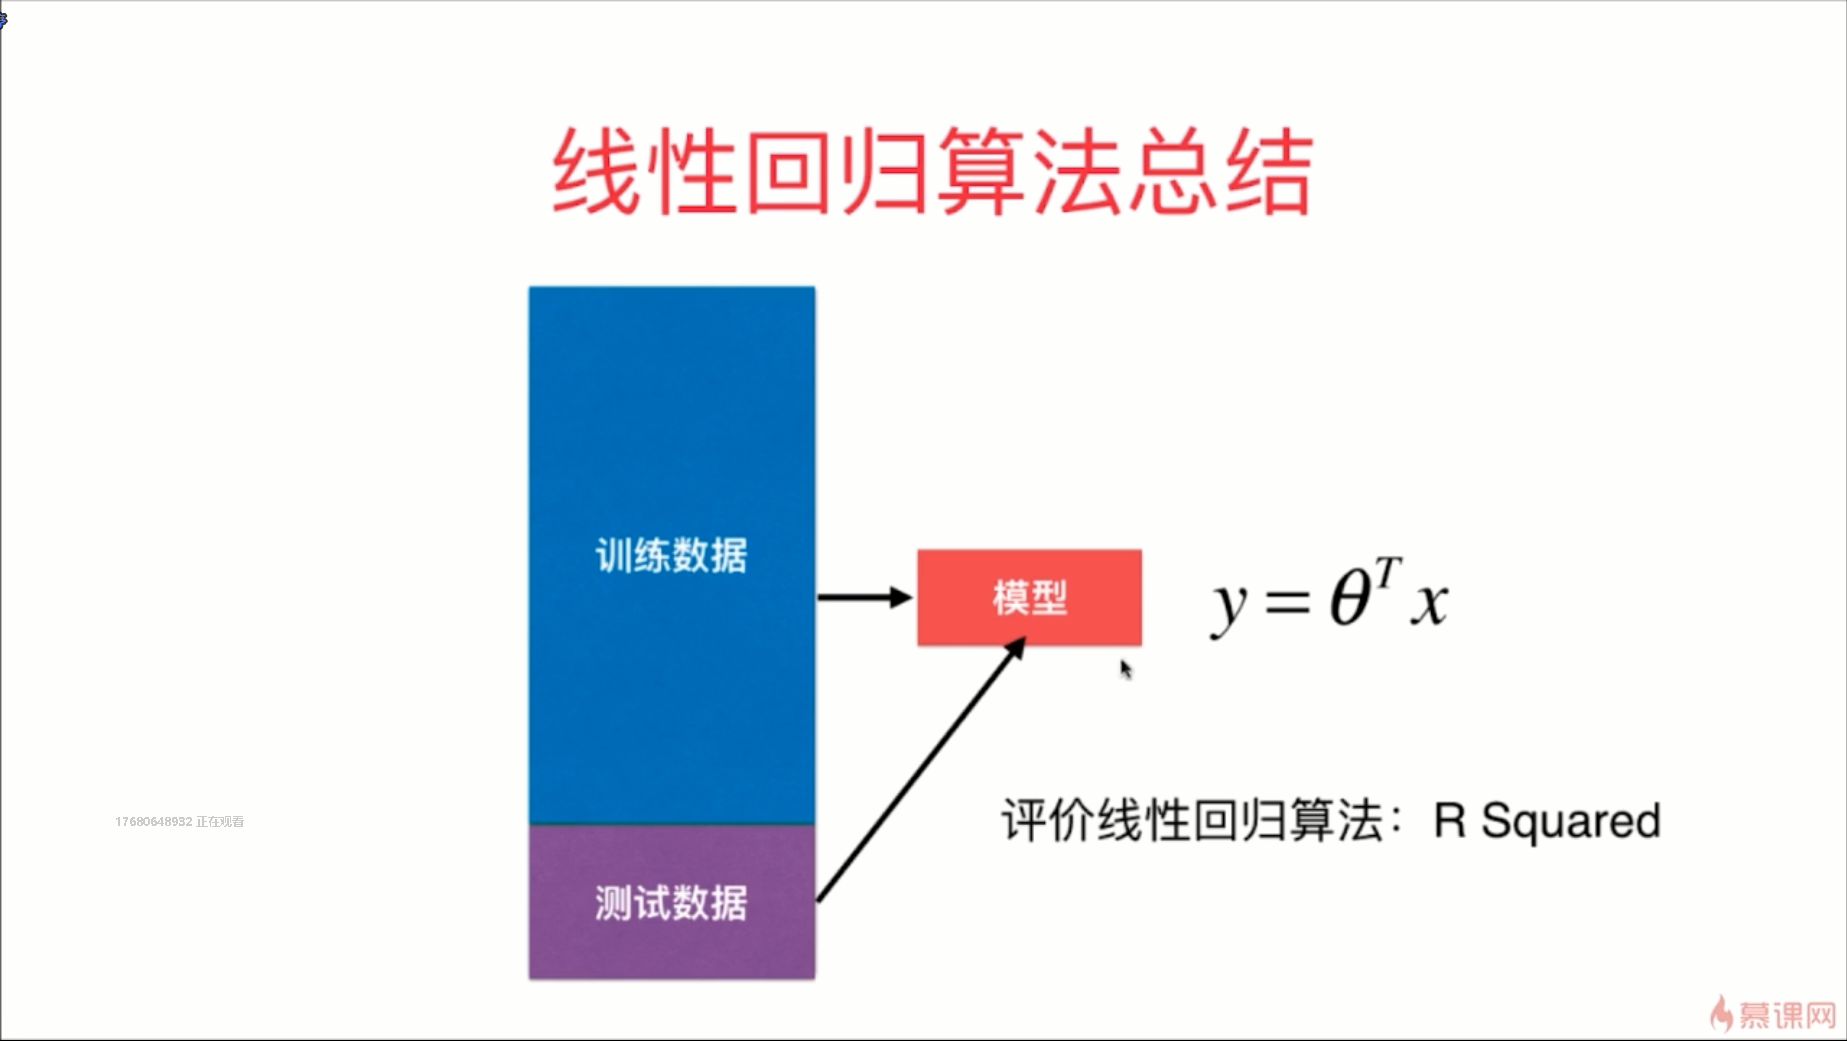 线性回归算法总结
训练数据
模型
y = θ^T x
评价线性回归算法：R Squared
测试数据
17680648932 正在观看
慕课网